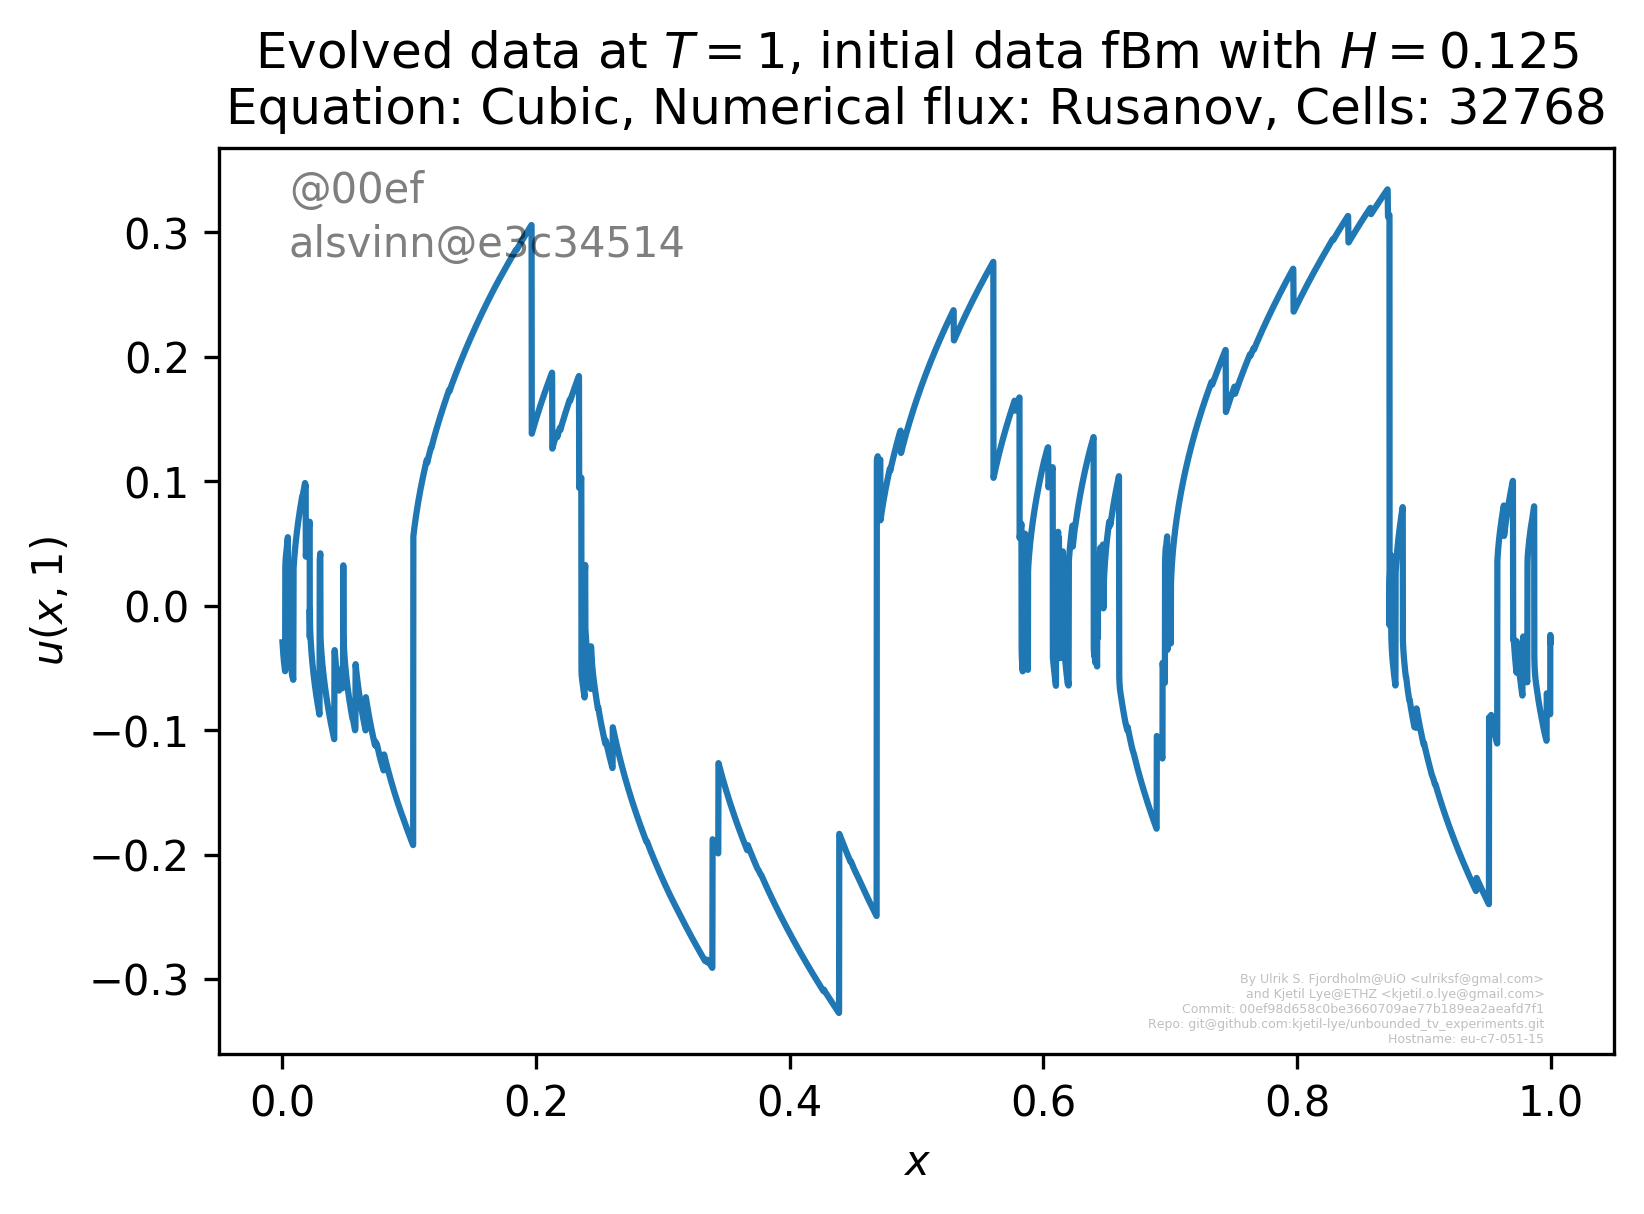 Evolved data at T = 1, initial data fBm with H = 0.125
Equation: Cubic, Numerical flux: Rusanov, Cells: 32768
@00ef
alsvinn@e3c34514
0.3
0.2
0.1
0.0
−0.1
−0.2
−0.3
u(x, 1)
By Ulrik S. Fjordholm@UiO <ulriksf@gmal.com>
and Kjetil Lye@ETHZ <kjetil.o.lye@gmail.com>
Commit: 00ef98d658c0be3660709ae77b189ea2aeafd7f1
Repo: git@github.com:kjetil-lye/unbounded_tv_experiments.git
Hostname: eu-c7-051-15
0.0 0.2 0.4 0.6 0.8 1.0
x